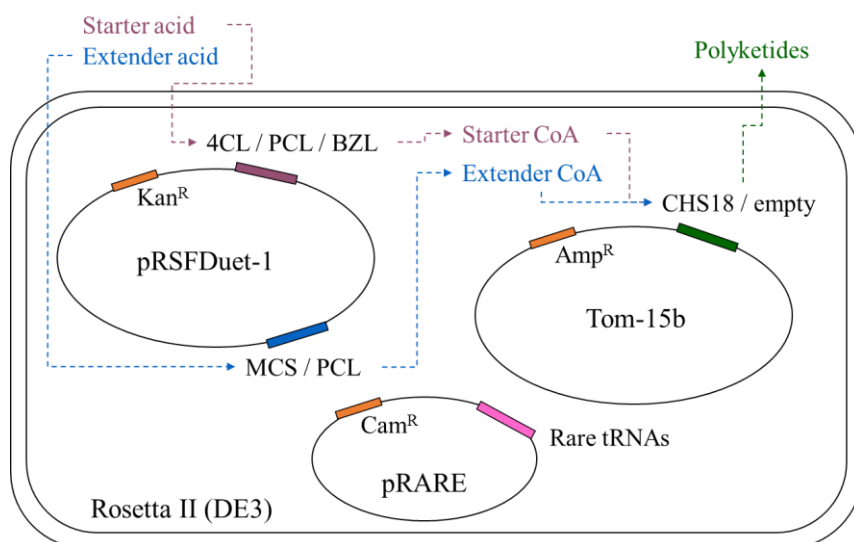 Starter acid
Extender acid
Polyketides
4CL / PCL / BZL
Starter CoA
Extender CoA
CHS18 / empty
Kan^R
Amp^R
pRSFDuet-1
Tom-15b
MCS / PCL
Cam^R
Rare tRNAs
pRARE
Rosetta II (DE3)